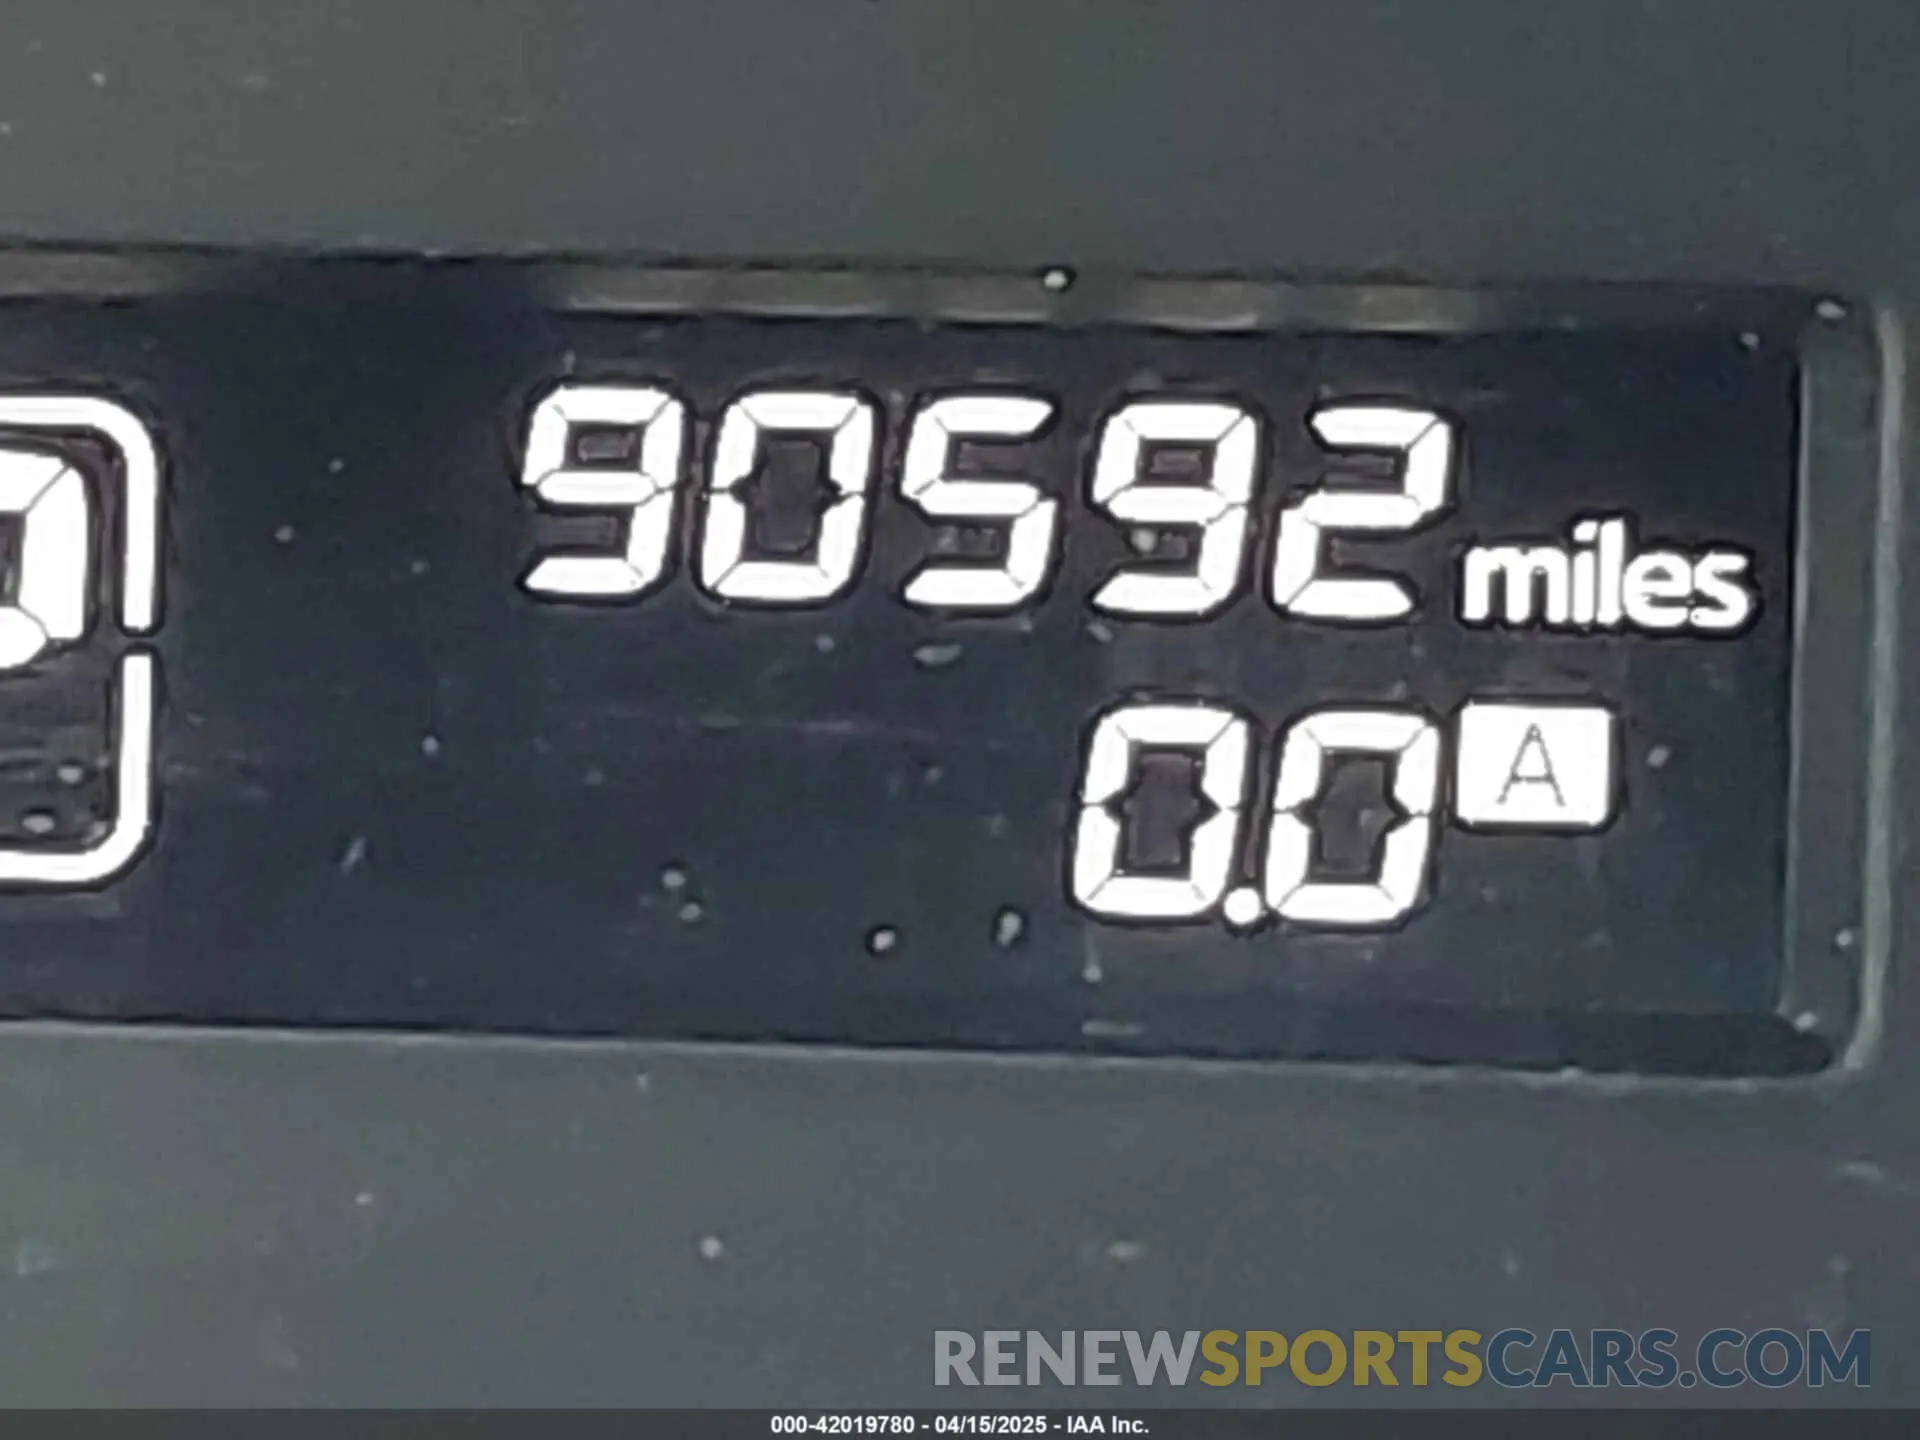 90592 miles
0.0 A
RENEWSPORTSCARS.COM
000-42019780 - 04/15/2025 - IAA Inc.